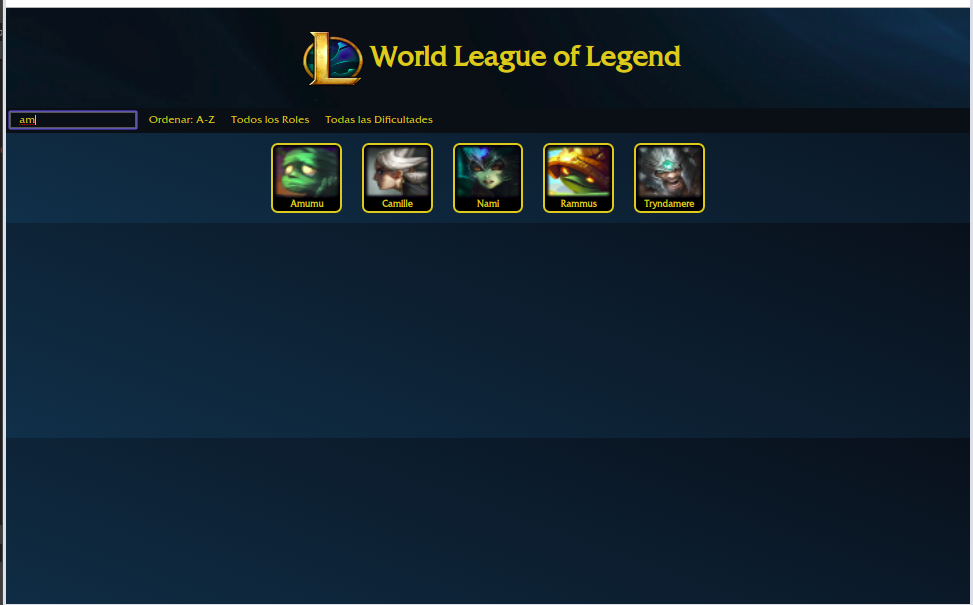 World League of Legend
am
Ordenar: A-Z
Todos los Roles
Todas las Dificultades
Amumu
Camille
Nami
Rammus
Tryndamere